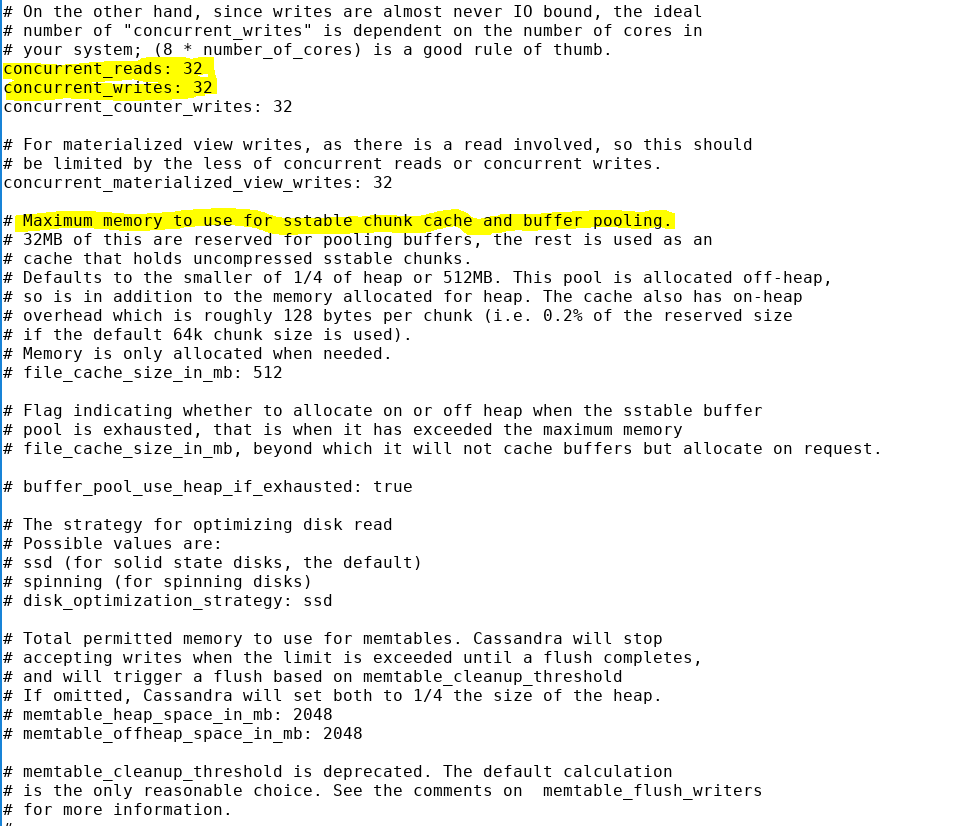 # On the other hand, since writes are almost never IO bound, the ideal
# number of "concurrent_writes" is dependent on the number of cores in
# your system; (8 * number_of_cores) is a good rule of thumb.
concurrent_reads: 32
concurrent_writes: 32
concurrent_counter_writes: 32
# For materialized view writes, as there is a read involved, so this should
# be limited by the less of concurrent reads or concurrent writes.
concurrent_materialized_view_writes: 32
# Maximum memory to use for sstable chunk cache and buffer pooling.
# 32MB of this are reserved for pooling buffers, the rest is used as an
# cache that holds uncompressed sstable chunks.
# Defaults to the smaller of 1/4 of heap or 512MB. This pool is allocated off-heap,
# so is in addition to the memory allocated for heap. The cache also has on-heap
# overhead which is roughly 128 bytes per chunk (i.e. 0.2% of the reserved size
# if the default 64k chunk size is used).
# Memory is only allocated when needed.
# file_cache_size_in_mb: 512
# Flag indicating whether to allocate on or off heap when the sstable buffer
# pool is exhausted, that is when it has exceeded the maximum memory
# file_cache_size_in_mb, beyond which it will not cache buffers but allocate on request.
# buffer_pool_use_heap_if_exhausted: true
# The strategy for optimizing disk read
# Possible values are:
# ssd (for solid state disks, the default)
# spinning (for spinning disks)
# disk_optimization_strategy: ssd
# Total permitted memory to use for memtables. Cassandra will stop
# accepting writes when the limit is exceeded until a flush completes,
# and will trigger a flush based on memtable_cleanup_threshold
# If omitted, Cassandra will set both to 1/4 the size of the heap.
# memtable_heap_space_in_mb: 2048
# memtable_offheap_space_in_mb: 2048
# memtable_cleanup_threshold is deprecated. The default calculation
# is the only reasonable choice. See the comments on  memtable_flush_writers
# for more information.
#